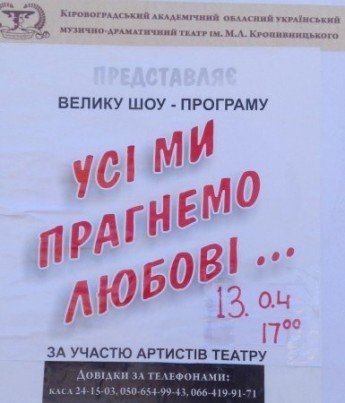 Кіровоградський академічний обласний український
музично-драматичний театр ім. М.Л. Кропивницького
ПРЕДСТАВЛЯЄ
ВЕЛИКУ ШОУ - ПРОГРАМУ
УСІ МИ
ПРАГНЕМО
ЛЮБОВІ ...
13. 0.4
17⁰⁰
ЗА УЧАСТЮ АРТИСТІВ ТЕАТРУ
Довідки за телефонами:
каса 24-15-03, 050-654-99-43, 066-419-91-71